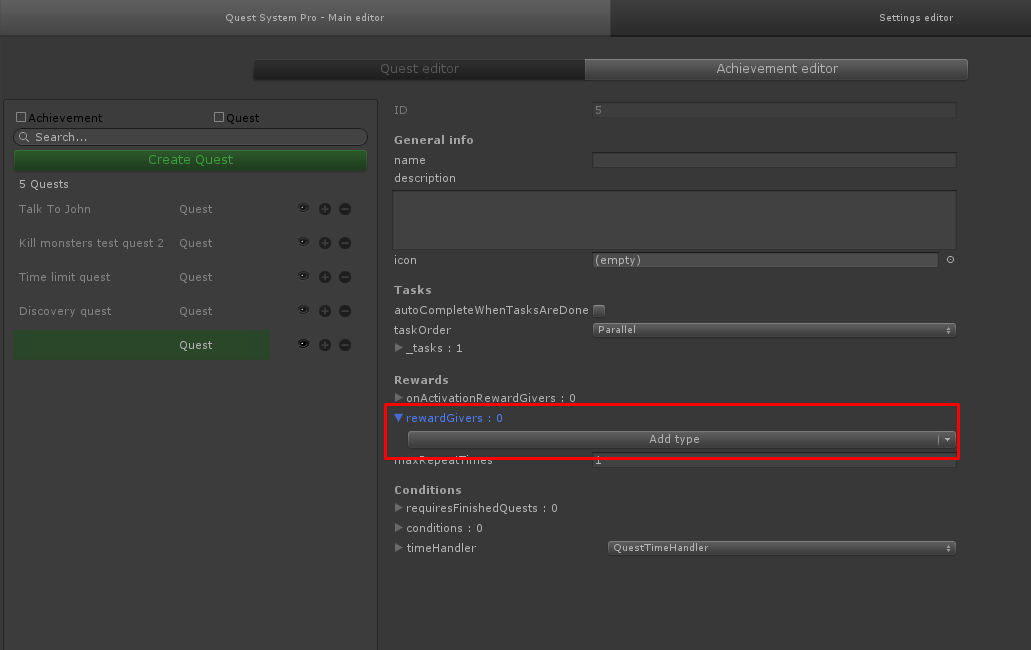 Quest System Pro - Main editor
Settings editor
Quest editor
Achievement editor
Achievement
Quest
Search...
Create Quest
5 Quests
Talk To John Quest
Kill monsters test quest 2 Quest
Time limit quest Quest
Discovery quest Quest
Quest
ID 5
General info
name
description
icon (empty)
Tasks
autoCompleteWhenTasksAreDone
taskOrder Parallel
_tasks : 1
Rewards
onActivationRewardGivers : 0
rewardGivers : 0
Add type
maxRepeatTimes 1
Conditions
requiresFinishedQuests : 0
conditions : 0
timeHandler QuestTimeHandler